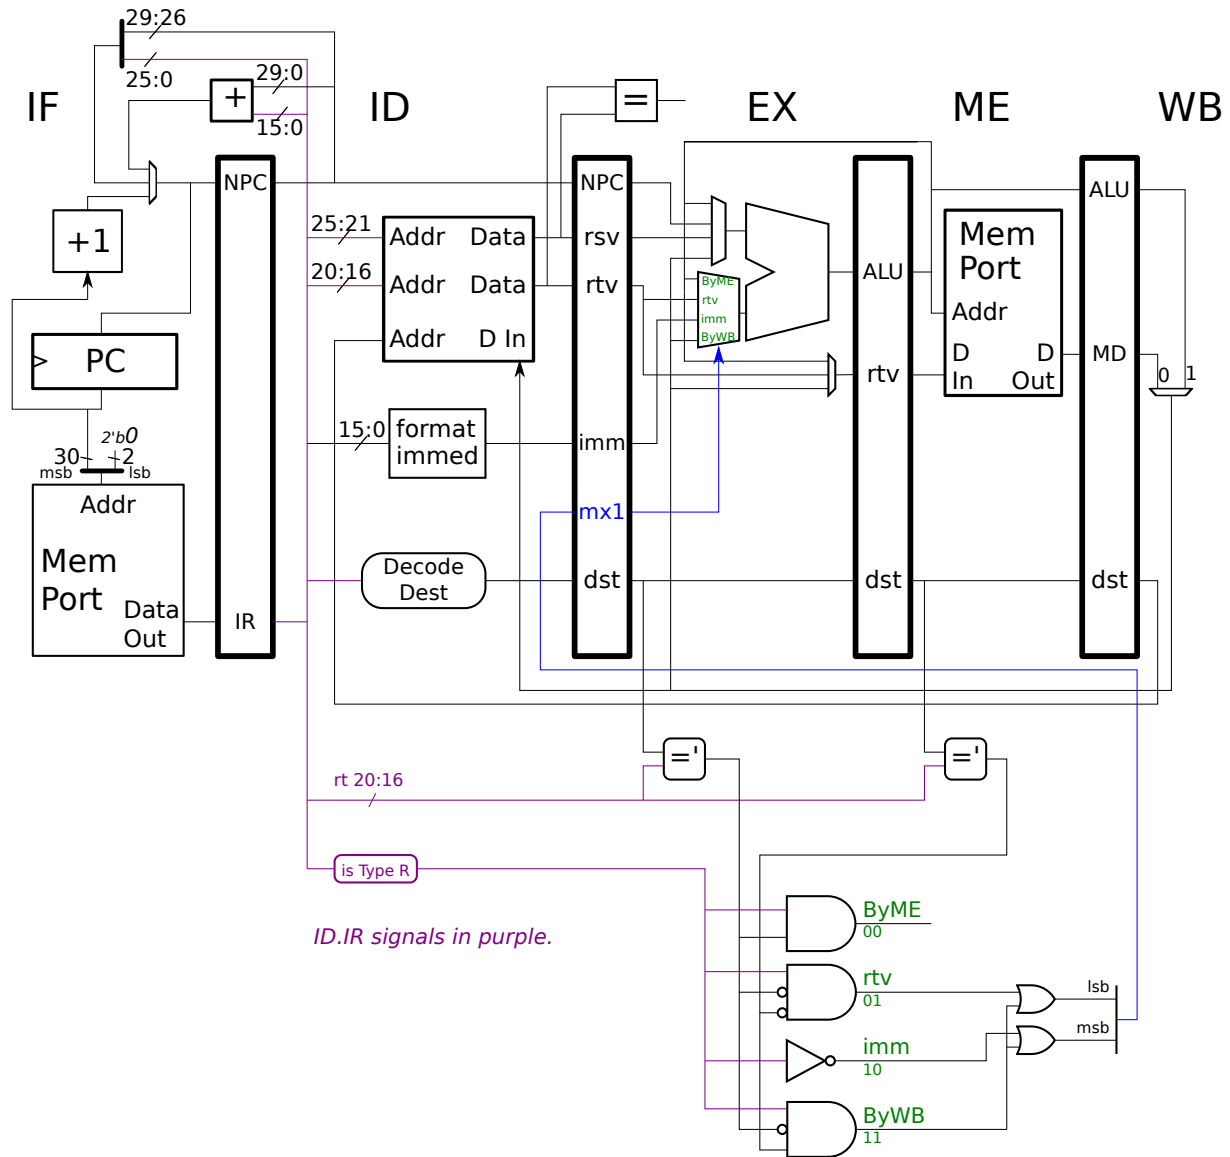 29:26
25:0
29:0
15:0
IF
ID
EX
ME
WB
+
=
NPC
NPC
ALU
+1
25:21
20:16
Addr
Data
Addr
Data
Addr
D In
rsv
rtv
ByME
rtv
imm
ByWB
ALU
Mem
Port
Addr
D
In
D
Out
MD
0
1
PC
rtv
2'b0
30
2
msb
lsb
15:0
format
immed
imm
Addr
Mem
Port
Data
Out
IR
mx1
Decode
Dest
dst
dst
dst
='
='
rt 20:16
is Type R
ID.IR signals in purple.
ByME
00
rtv
01
imm
10
ByWB
11
lsb
msb